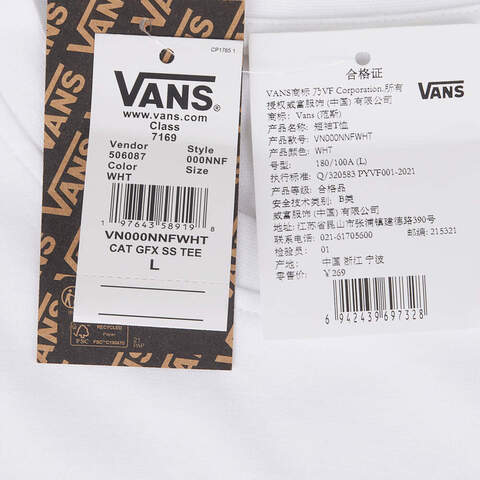 CP1785 1
VANS
www.vans.com
Class
7169
Vendor Style
506087 000NNF
Color Size
WHT
1 97643 58919 8
VN000NNFWHT
CAT GFX SS TEE
L
FSC
RECYCLED
Paper
21
PAP
合格证
VANS商标 乃VF Corporation.所有
授权威富服饰(中国)有限公司
VANS
商标: Vans (范斯)
产品名称: 短袖T恤
产品款号: VN000NNFWHT
产品颜色: WHT
号型: 180/100A (L)
执行标准: Q/320583 PYVF001-2021
产品等级: 合格品
安全技术类别: B类
威富服饰(中国)有限公司
地址:江苏省昆山市张浦镇建德路390号
联系电话: 021-61705600 邮编: 215321
检验员: 01
产地: 中国 浙江 宁波
零售价: ¥269
6 942439 697328